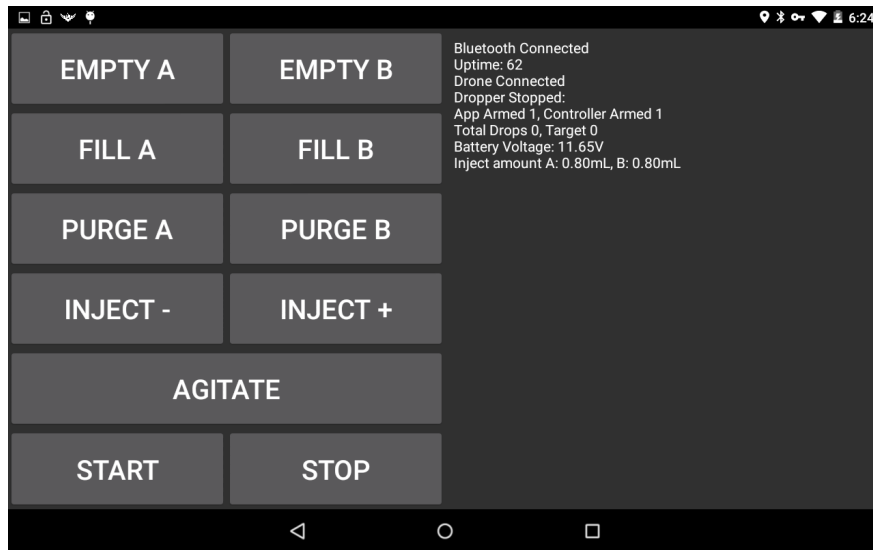 6:24
EMPTY A
EMPTY B
FILL A
FILL B
PURGE A
PURGE B
INJECT -
INJECT +
AGITATE
START
STOP
Bluetooth Connected
Uptime: 62
Drone Connected
Dropper Stopped:
App Armed 1, Controller Armed 1
Total Drops 0, Target 0
Battery Voltage: 11.65V
Inject amount A: 0.80mL, B: 0.80mL